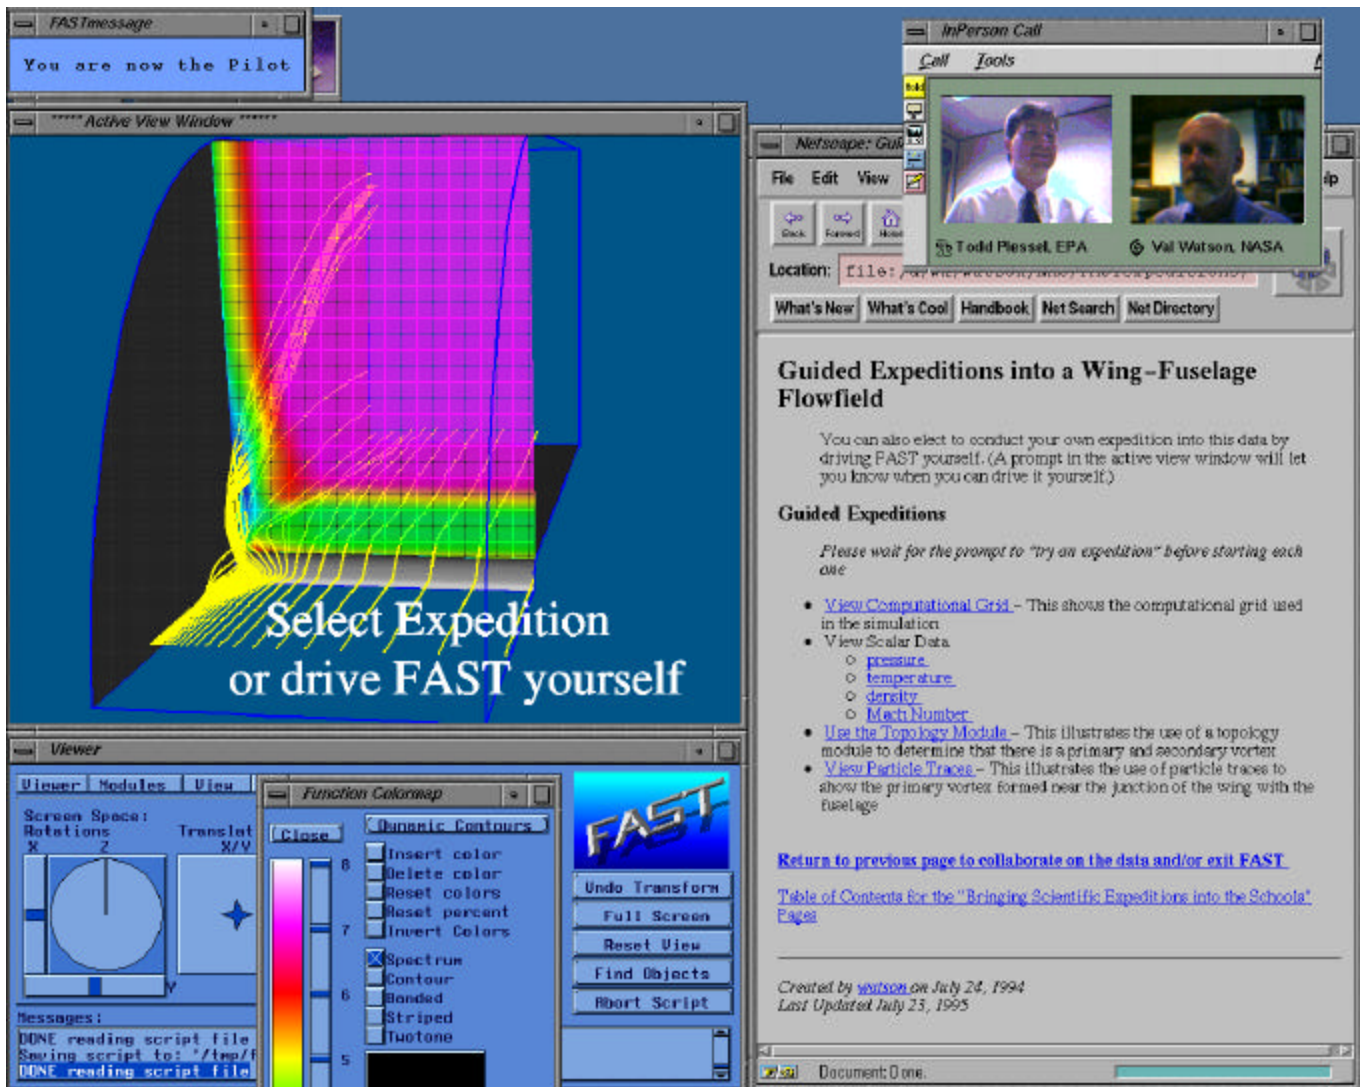 FASTmessage
You are now the Pilot
InPerson Call
Call Tools
Todd Plessel, EPA
Val Watson, NASA
*****Active View Window ******
Select Expedition
or drive FAST yourself
Netscape:
File Edit View
Back Forward
Location: file:/
What's New What's Cool Handbook Net Search Net Directory
Guided Expeditions into a Wing-Fuselage
Flowfield
You can also elect to conduct your own expedition into this data by
driving FAST yourself. (A prompt in the active view window will let
you know when you can drive it yourself.)
Guided Expeditions
Please wait for the prompt to "try an expedition" before starting each
one
View Computational Grid - This shows the computational grid used
in the simulation
View Scalar Data
pressure
temperature
density
Mach Number
Use the Topology Module - This illustrates the use of a topology
module to determine that there is a primary and secondary vortex
View Particle Traces - This illustrates the use of particle traces to
show the primary vortex formed near the junction of the wing with the
fuselage
Return to previous page to collaborate on the data and/or exit FAST
Table of Contents for the "Bringing Scientific Expeditions into the Schools"
Pages
Created by watson on July 24, 1994
Last Updated July 23, 1995
Document: Done.
Viewer
Viewer Modules View
Screen Space:
Rotations Translat
X Z X/Y
Y
Messages:
DONE reading script file
Saving script to: '/tmp/f
DONE reading script file
Function Colormap
Close
Dynamic Contours
Insert color
Delete color
Reset colors
Reset percent
Invert Colors
Spectrum
Contour
Banded
Striped
Twotone
8
7
6
5
FAST
Undo Transform
Full Screen
Reset View
Find Objects
Abort Script